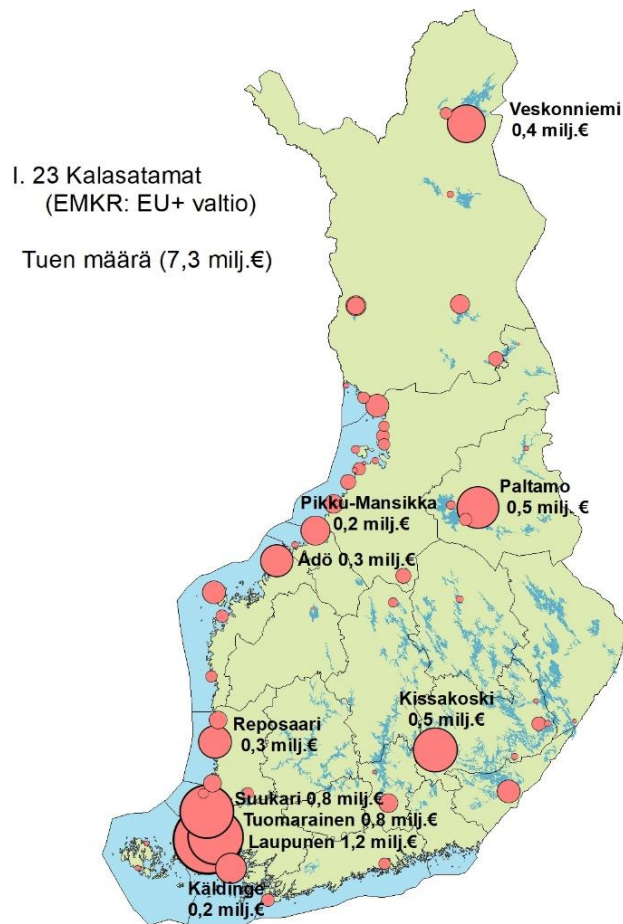 Veskonniemi
0,4 milj.€
I. 23 Kalasatamat
(EMKR: EU+ valtio)
Tuen määrä (7,3 milj.€)
Paltamo
0,5 milj.€
Pikku-Mansikka
0,2 milj.€
Ådö 0,3 milj.€
Kissakoski
0,5 milj.€
Reposaari
0,3 milj.€
Suukari 0,8 milj.€
Tuomarainen 0,8 milj.€
Laupunen 1,2 milj.€
Käldinge
0,2 milj.€